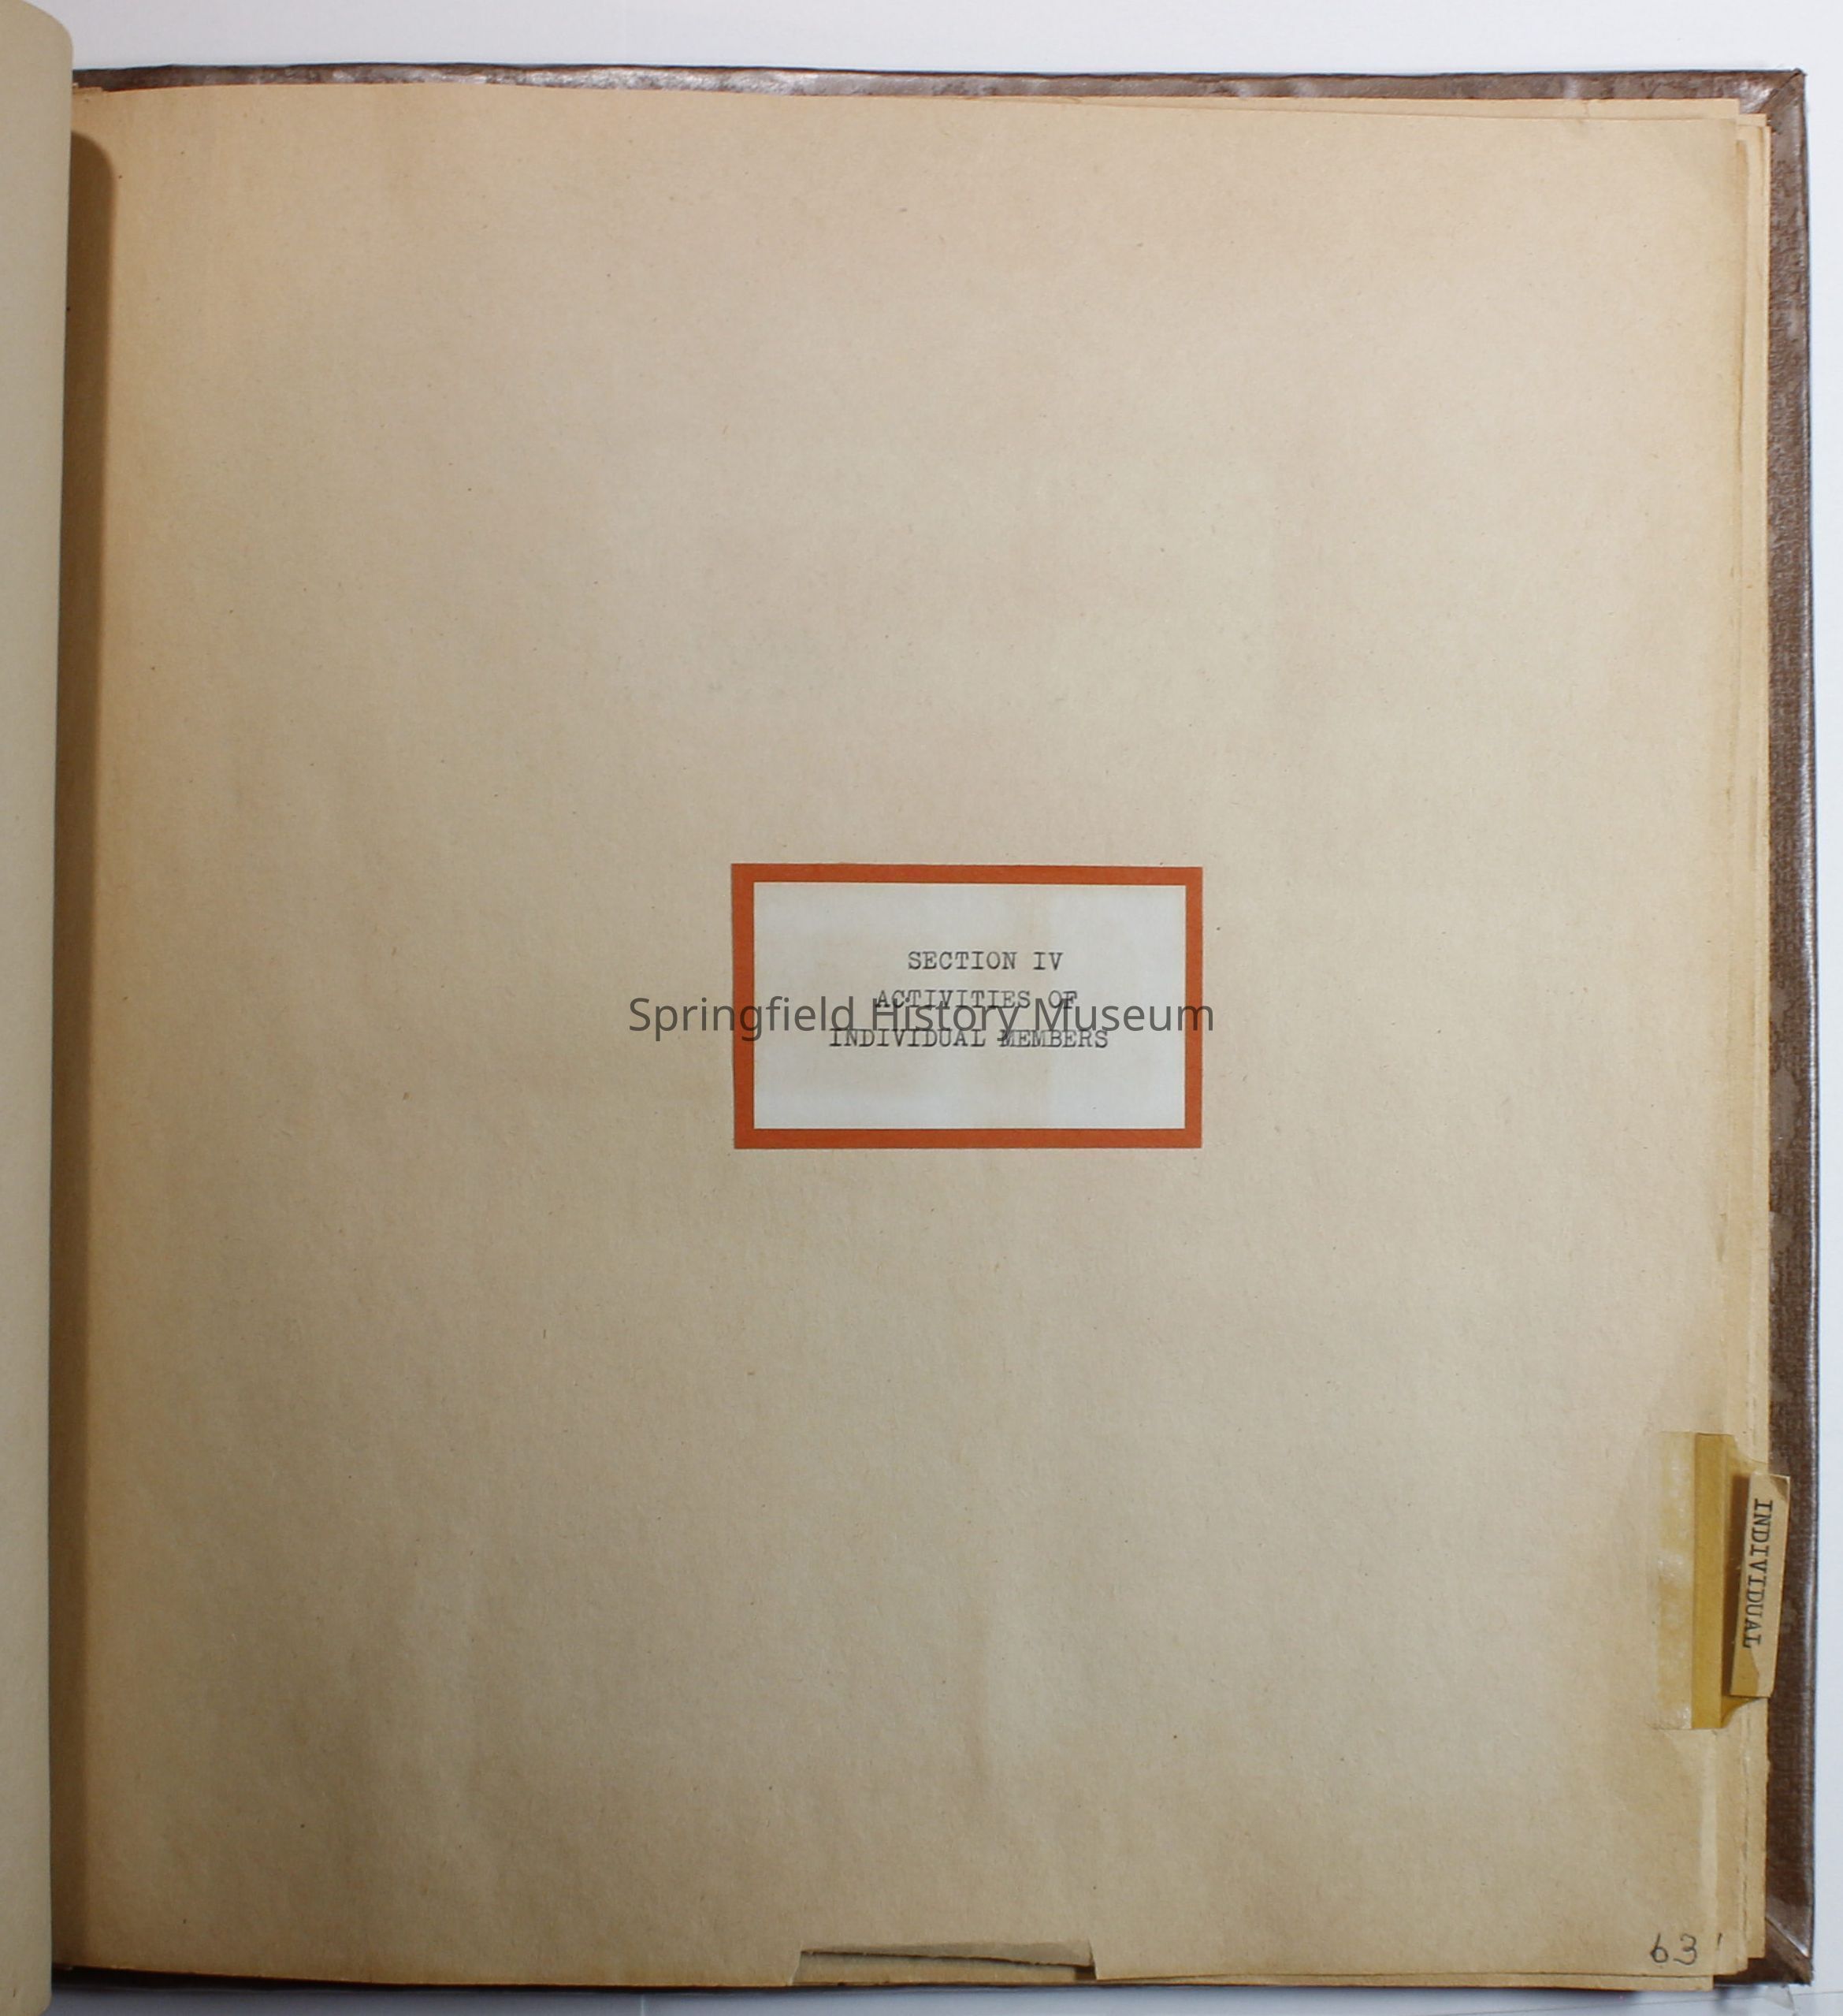 SECTION IV
ACTIVITIES OF
INDIVIDUAL MEMBERS
Springfield History Museum
INDIVIDUAL
63